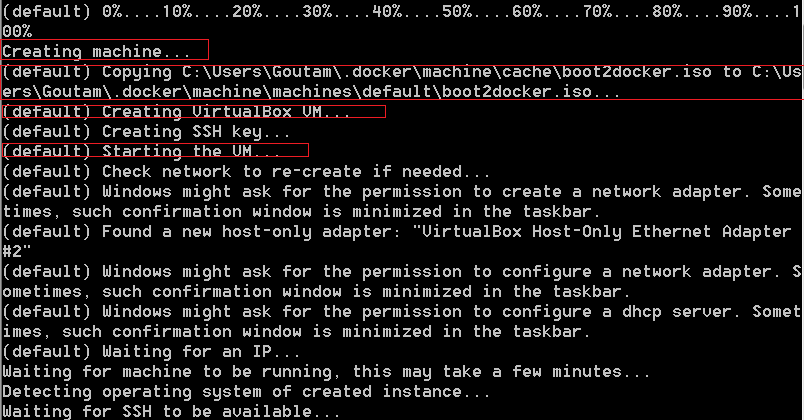 (default) 0%....10%....20%....30%....40%....50%....60%....70%....80%....90%....1
00%
Creating machine...
(default) Copying C:\Users\Goutam\.docker\machine\cache\boot2docker.iso to C:\Us
ers\Goutam\.docker\machine\machines\default\boot2docker.iso...
(default) Creating VirtualBox VM...
(default) Creating SSH key...
(default) Starting the VM...
(default) Check network to re-create if needed...
(default) Windows might ask for the permission to create a network adapter. Some
times, such confirmation window is minimized in the taskbar.
(default) Found a new host-only adapter: "VirtualBox Host-Only Ethernet Adapter
#2"
(default) Windows might ask for the permission to configure a network adapter. S
ometimes, such confirmation window is minimized in the taskbar.
(default) Windows might ask for the permission to configure a dhcp server. Somet
imes, such confirmation window is minimized in the taskbar.
(default) Waiting for an IP...
Waiting for machine to be running, this may take a few minutes...
Detecting operating system of created instance...
Waiting for SSH to be available...